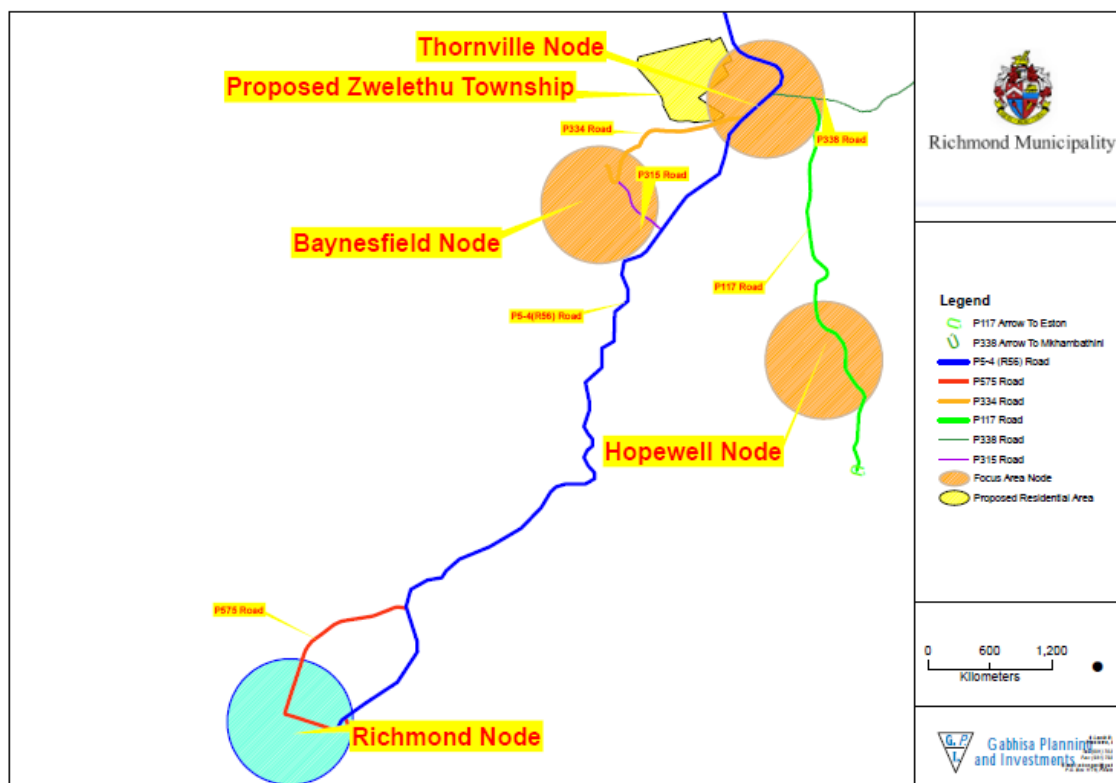 Thornville Node
Proposed Zwelethu Township
P334 Road
P338 Road
P315 Road
Baynesfield Node
P117 Road
P5-4(R56) Road
Hopewell Node
P575 Road
Richmond Node
Richmond Municipality
Legend
P117 Arrow To Eston
P338 Arrow To Mkhambathini
P5-4 (R56) Road
P575 Road
P334 Road
P117 Road
P338 Road
P315 Road
Focus Area Node
Proposed Residential Area
0 600 1,200
Kilometers
G. P.
I.
Gabhisa Planning
and Investments